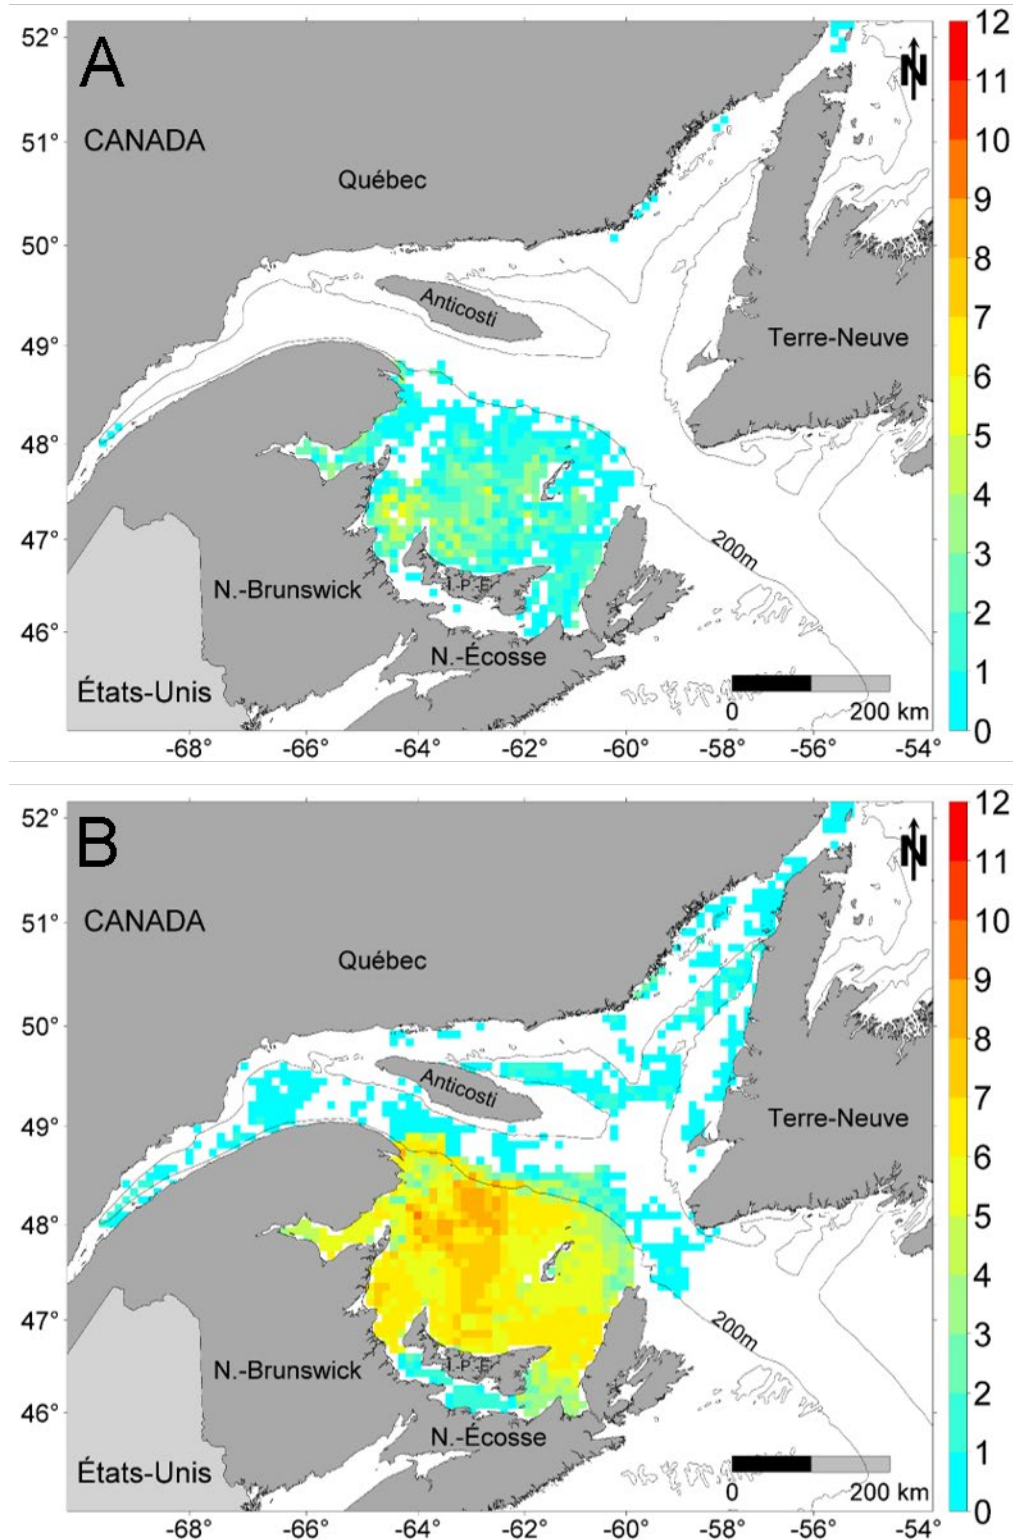 A
N
CANADA
Québec
Anticosti
Terre-Neuve
200m
N.-Brunswick
I.-P.-E.
N.-Écosse
États-Unis
0 200 km
52°
51°
50°
49°
48°
47°
46°
-68° -66° -64° -62° -60° -58° -56° -54°
12
11
10
9
8
7
6
5
4
3
2
1
0
B
N
CANADA
Québec
Anticosti
Terre-Neuve
200m
N.-Brunswick
I.-P.-E.
N.-Écosse
États-Unis
0 200 km
52°
51°
50°
49°
48°
47°
46°
-68° -66° -64° -62° -60° -58° -56° -54°
12
11
10
9
8
7
6
5
4
3
2
1
0